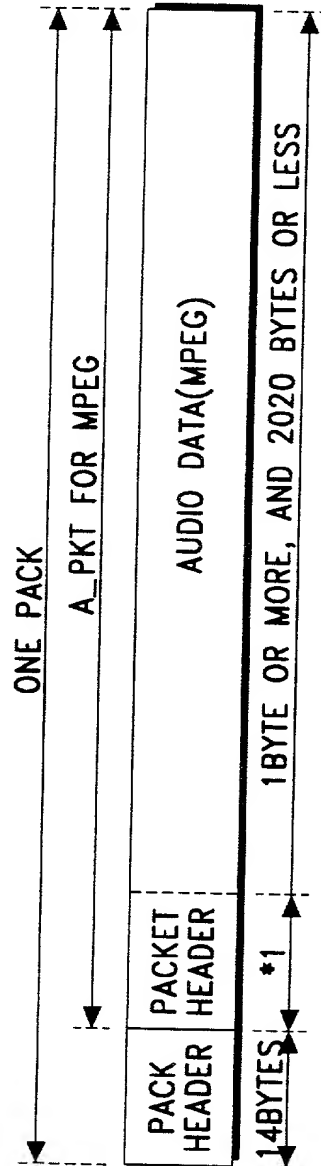 ONE PACK
A_PKT FOR MPEG
PACK
HEADER
PACKET
HEADER
AUDIO DATA(MPEG)
14BYTES
*1
1BYTE OR MORE, AND 2020 BYTES OR LESS